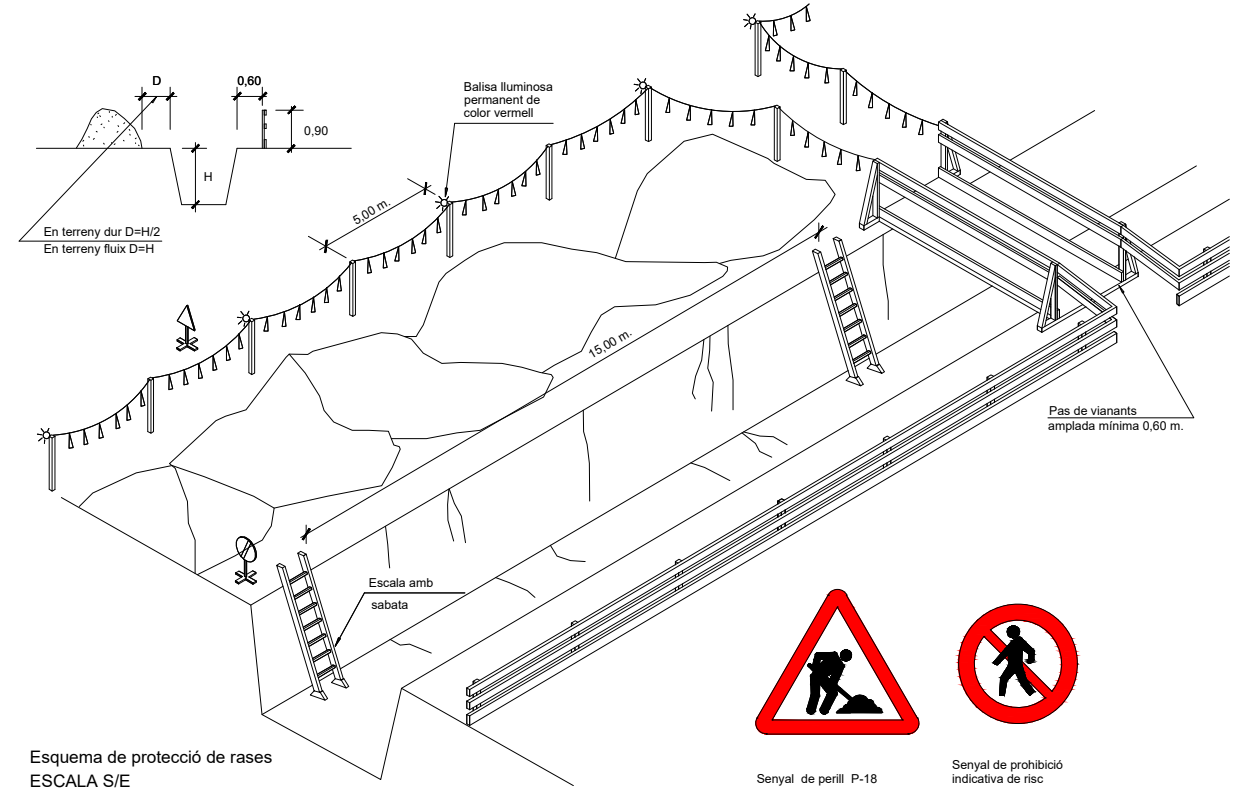 D
0,60
0,90
H
En terreny dur D=H/2
En terreny fluix D=H
Balisa lluminosa
permanent de
color vermell
5,00 m.
15,00 m.
Pas de vianants
amplada mínima 0,60 m.
Escala amb
sabata
Esquema de protecció de rases
ESCALA S/E
Senyal de perill P-18
Senyal de prohibició
indicativa de risc